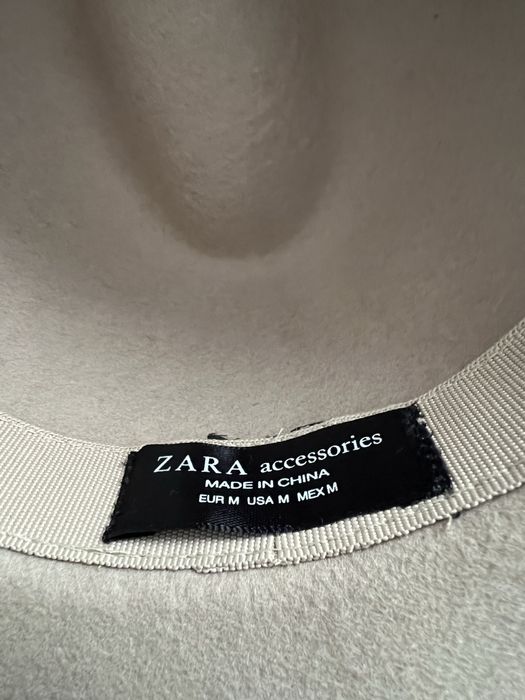 ZARA accessories
MADE IN CHINA
EUR M USA M MEX M